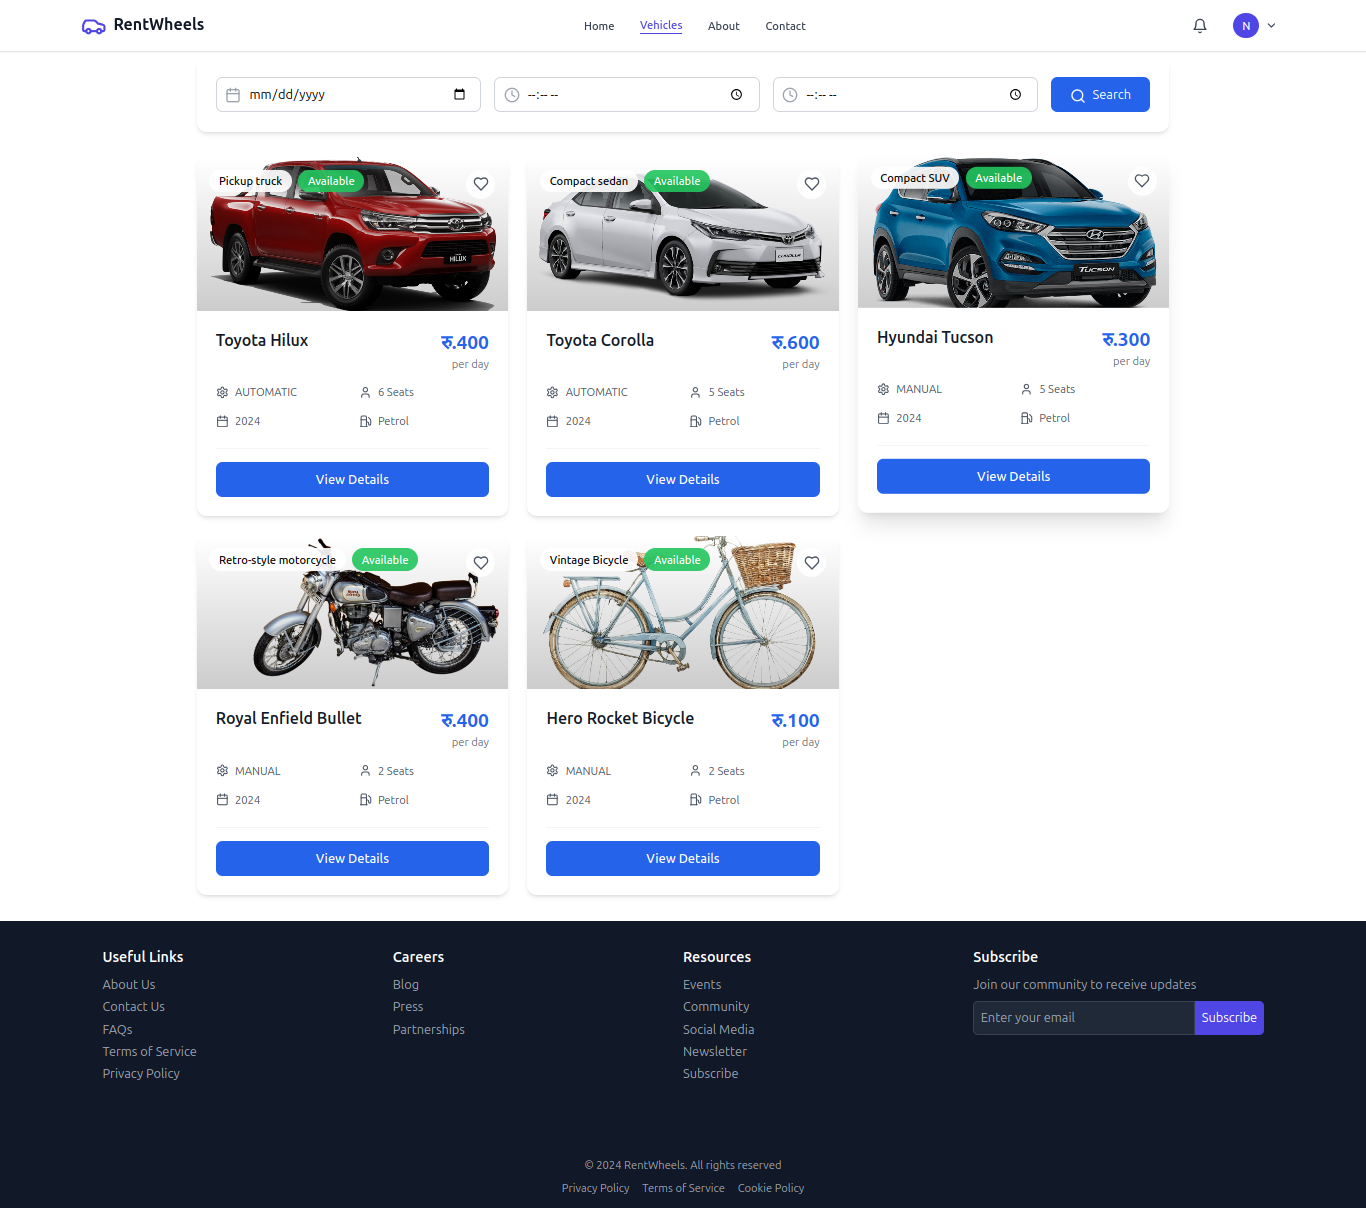 RentWheels
Home Vehicles About Contact
N
mm/dd/yyyy --:-- -- --:-- -- Search
Pickup truck Available
HILUX
Toyota Hilux रु.400
per day
AUTOMATIC 6 Seats
2024 Petrol
View Details
Compact sedan Available
COROLLA
Toyota Corolla रु.600
per day
AUTOMATIC 5 Seats
2024 Petrol
View Details
Compact SUV Available
TUCSON
Hyundai Tucson रु.300
per day
MANUAL 5 Seats
2024 Petrol
View Details
Retro-style motorcycle Available
Royal Enfield Bullet रु.400
per day
MANUAL 2 Seats
2024 Petrol
View Details
Vintage Bicycle Available
Hero Rocket Bicycle रु.100
per day
MANUAL 2 Seats
2024 Petrol
View Details
Useful Links
About Us
Contact Us
FAQs
Terms of Service
Privacy Policy
Careers
Blog
Press
Partnerships
Resources
Events
Community
Social Media
Newsletter
Subscribe
Subscribe
Join our community to receive updates
Enter your email Subscribe
© 2024 RentWheels. All rights reserved
Privacy Policy Terms of Service Cookie Policy